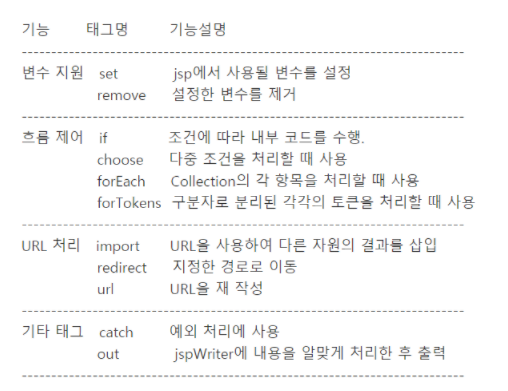 기능 태그명 기능설명
변수 지원 set jsp에서 사용될 변수를 설정
remove 설정한 변수를 제거
흐름 제어 if 조건에 따라 내부 코드를 수행.
choose 다중 조건을 처리할 때 사용
forEach Collection의 각 항목을 처리할 때 사용
forTokens 구분자로 분리된 각각의 토큰을 처리할 때 사용
URL 처리 import URL을 사용하여 다른 자원의 결과를 삽입
redirect 지정한 경로로 이동
url URL을 재 작성
기타 태그 catch 예외 처리에 사용
out jspWriter에 내용을 알맞게 처리한 후 출력